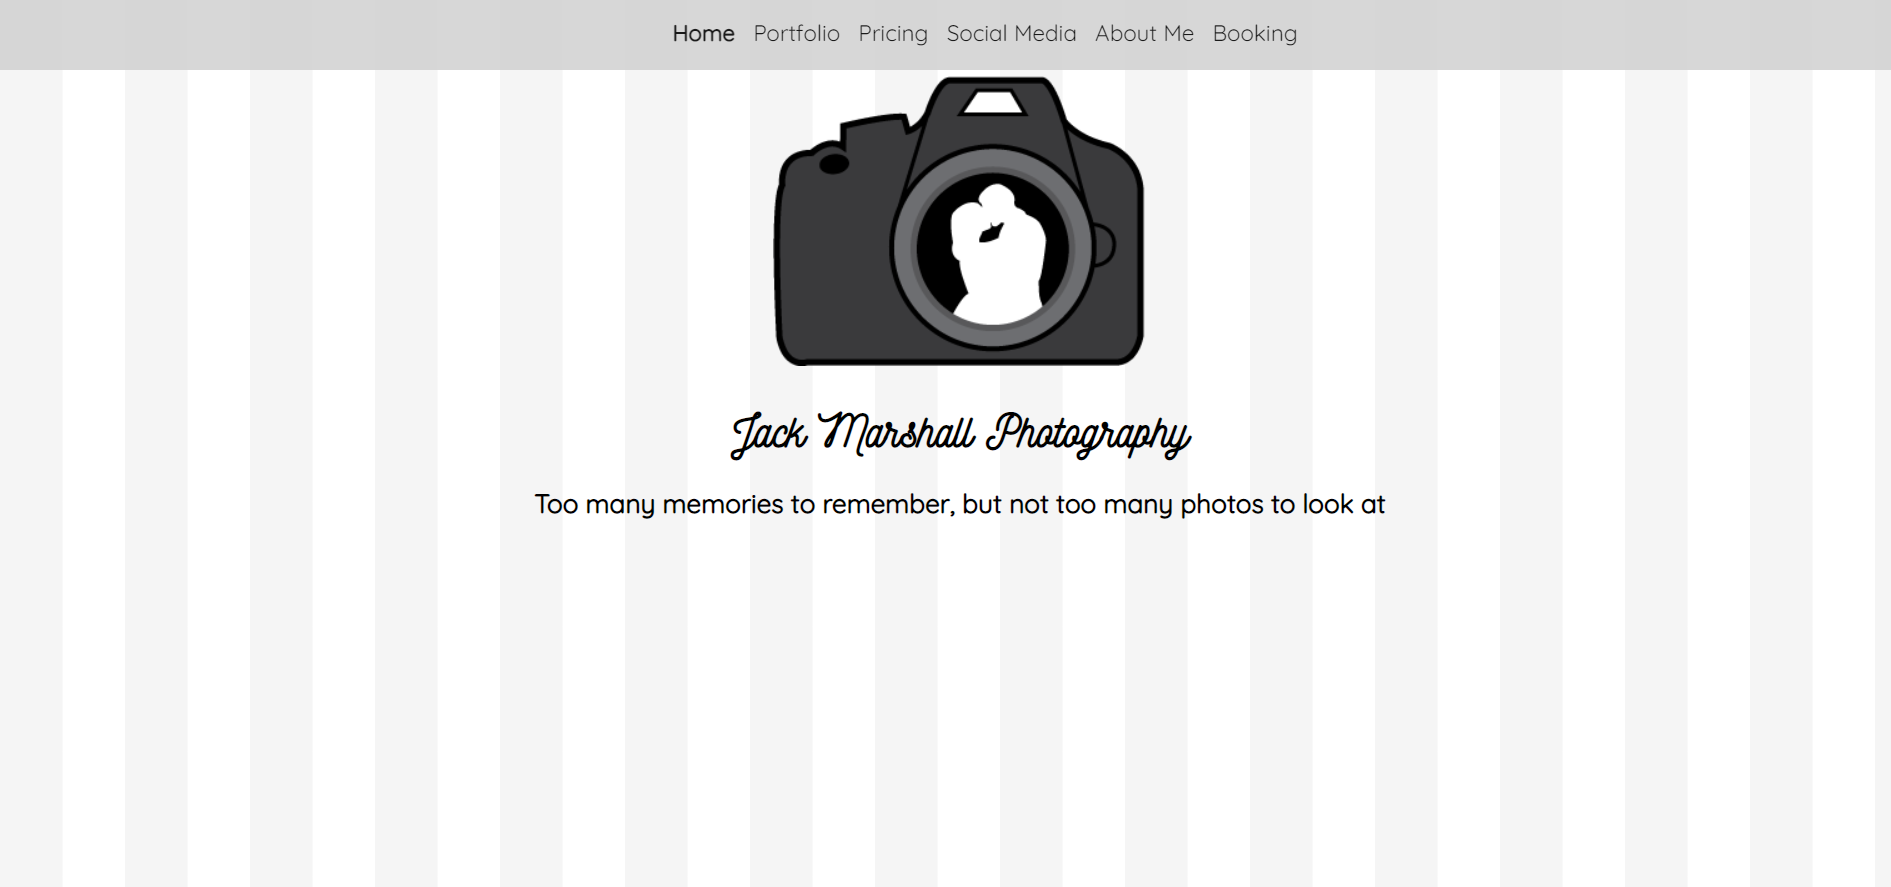 Home Portfolio Pricing Social Media About Me Booking
Jack Marshall Photography
Too many memories to remember, but not too many photos to look at